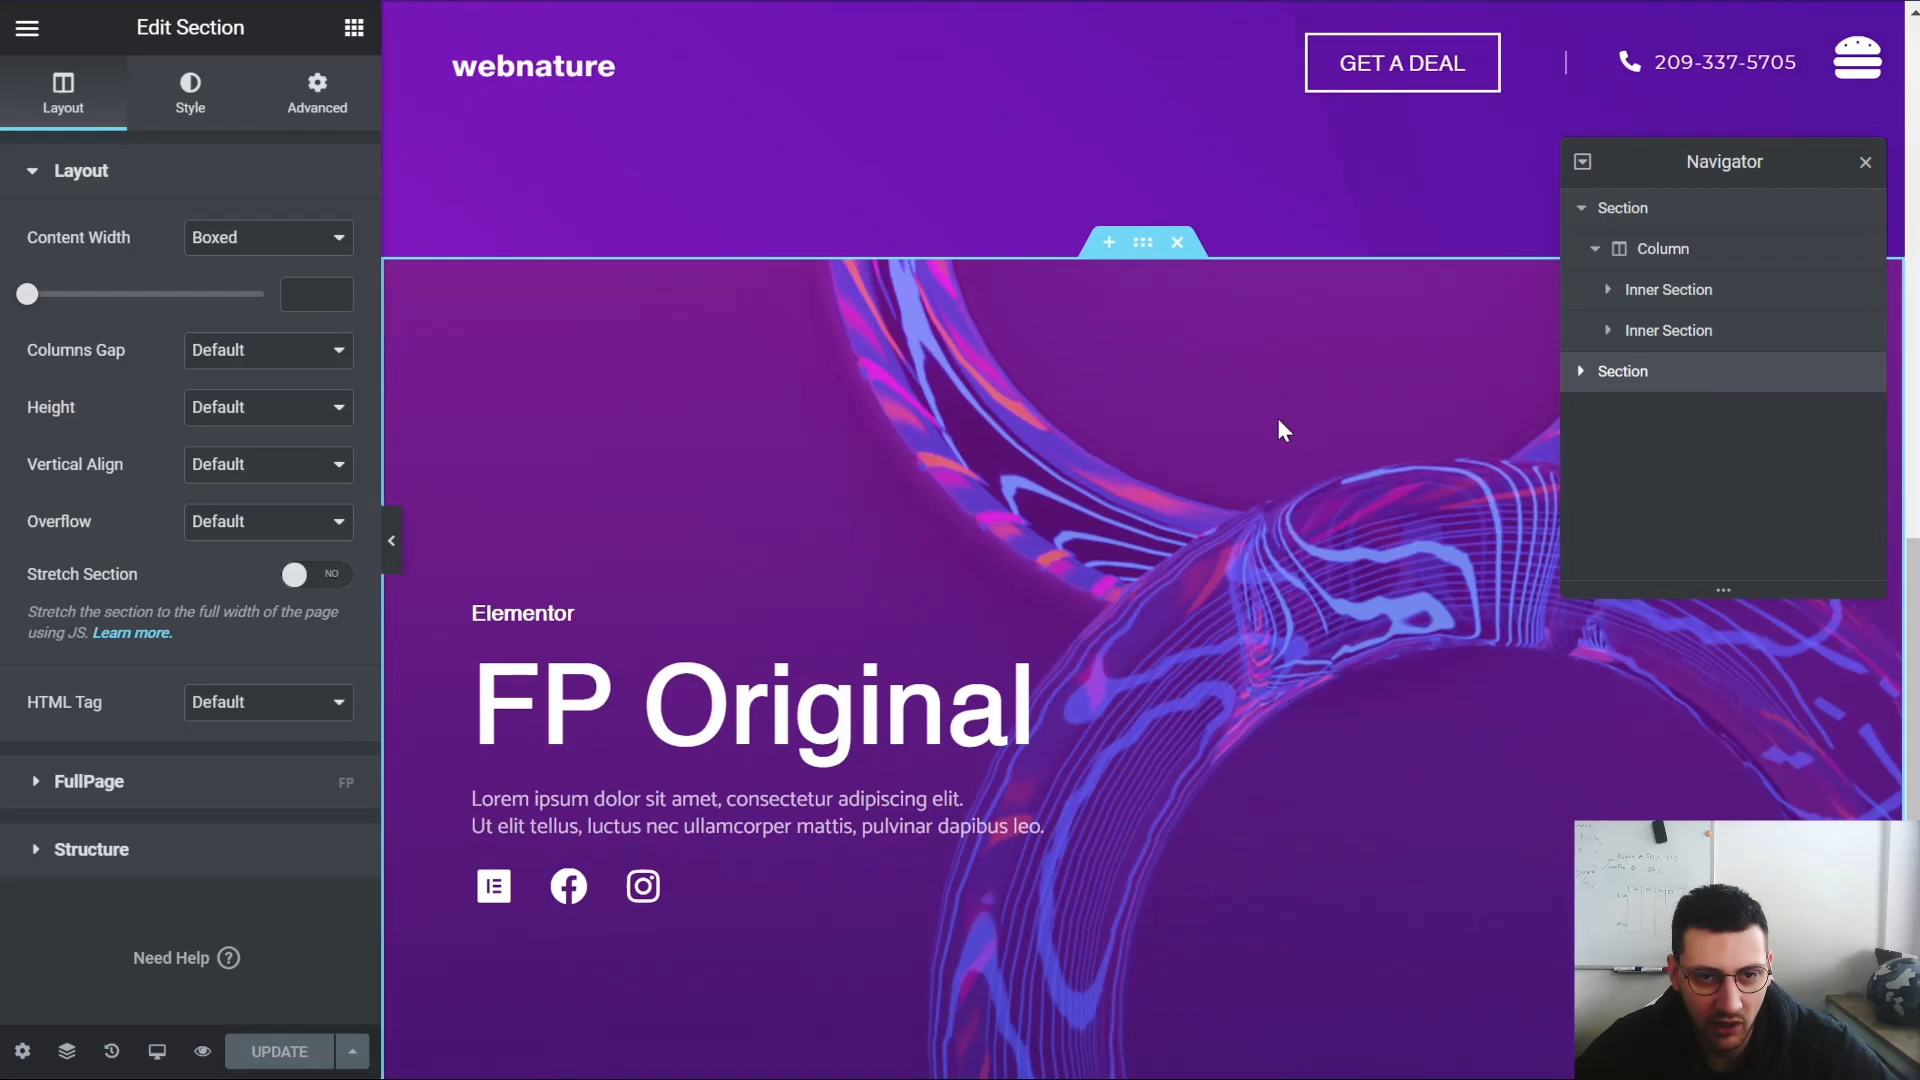 Edit Section
Layout
Style
Advanced
Layout
Content Width
Boxed
Columns Gap
Default
Height
Default
Vertical Align
Default
Overflow
Default
Stretch Section
NO
Stretch the section to the full width of the page
using JS. Learn more.
HTML Tag
Default
FullPage
FP
Structure
Need Help ?
UPDATE
webnature
GET A DEAL
209-337-5705
Navigator
Section
Column
Inner Section
Inner Section
Section
Elementor
FP Original
Lorem ipsum dolor sit amet, consectetur adipiscing elit.
Ut elit tellus, luctus nec ullamcorper mattis, pulvinar dapibus leo.